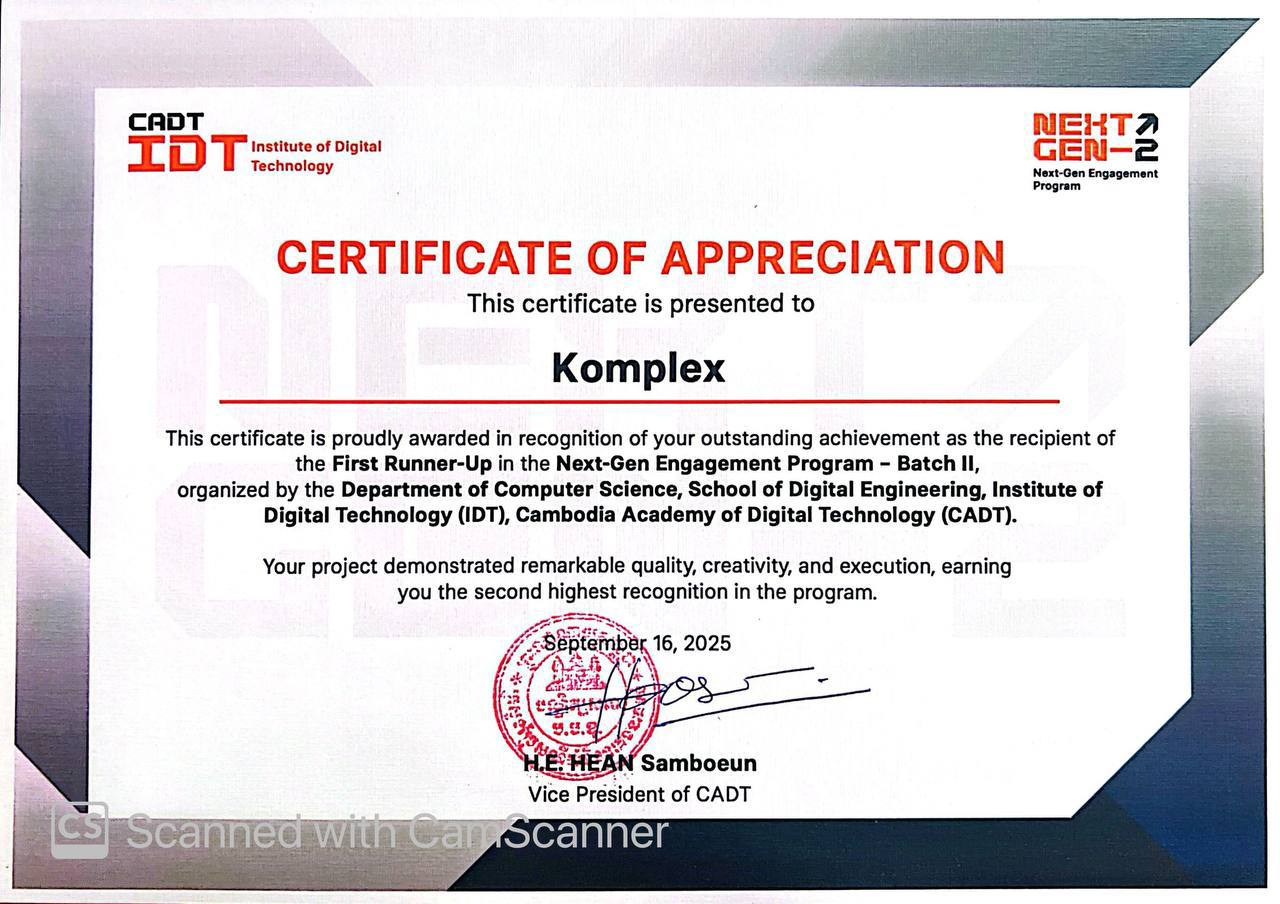 CADT
IDT Institute of Digital
Technology
NEXT
GEN-2
Next-Gen Engagement
Program
CERTIFICATE OF APPRECIATION
This certificate is presented to
Komplex
This certificate is proudly awarded in recognition of your outstanding achievement as the recipient of
the First Runner-Up in the Next-Gen Engagement Program – Batch II,
organized by the Department of Computer Science, School of Digital Engineering, Institute of
Digital Technology (IDT), Cambodia Academy of Digital Technology (CADT).
Your project demonstrated remarkable quality, creativity, and execution, earning
you the second highest recognition in the program.
September 16, 2025
H.E. HEAN Samboeun
Vice President of CADT
CS Scanned with CamScanner